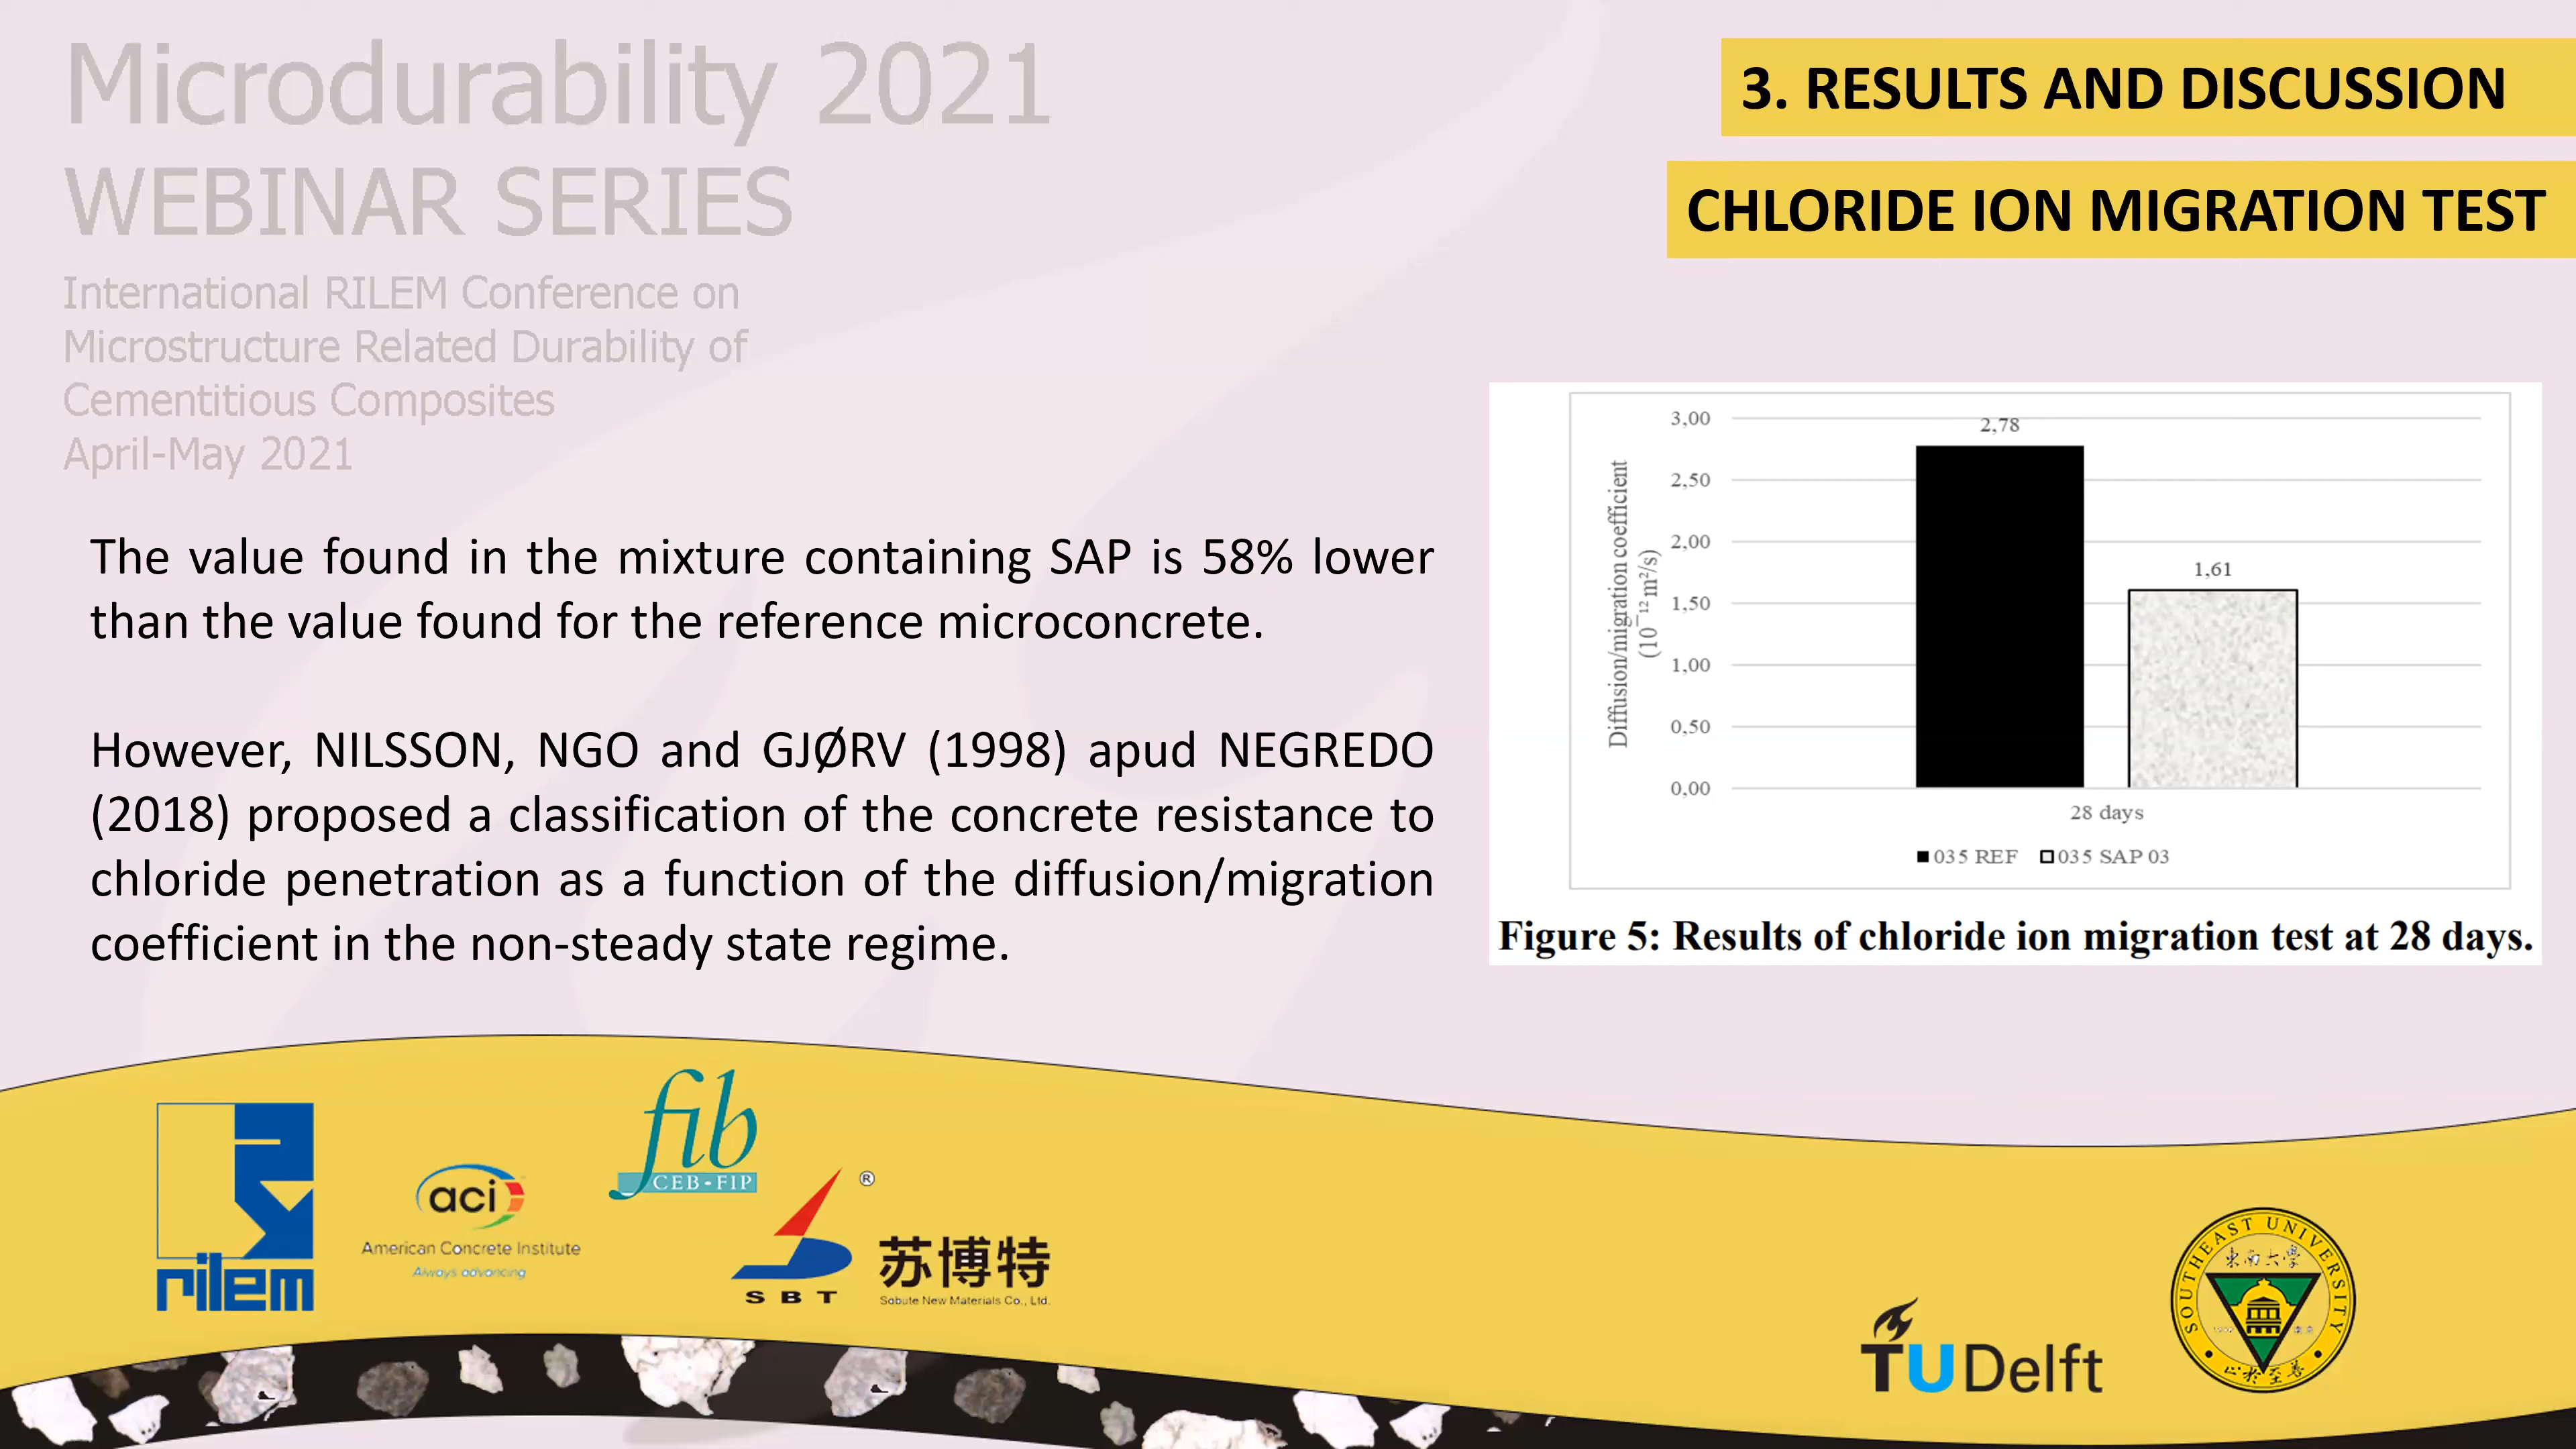 Microdurability 2021
WEBINAR SERIES
International RILEM Conference on
Microstructure Related Durability of
Cementitious Composites
April-May 2021
3. RESULTS AND DISCUSSION
CHLORIDE ION MIGRATION TEST
The value found in the mixture containing SAP is 58% lower
than the value found for the reference microconcrete.
However, NILSSON, NGO and GJØRV (1998) apud NEGREDO
(2018) proposed a classification of the concrete resistance to
chloride penetration as a function of the diffusion/migration
coefficient in the non-steady state regime.
Diffusion/migration coefficient
(10⁻¹² m²/s)
3,00
2,50
2,00
1,50
1,00
0,50
0,00
2,78
1,61
28 days
035 REF 035 SAP 03
Figure 5: Results of chloride ion migration test at 28 days.
rilem
aci
American Concrete Institute
Always advancing
fib
CEB-FIP
®
SBT
苏博特
Sobute New Materials Co., Ltd.
TUDelft
SOUTHEAST UNIVERSITY
東南大學